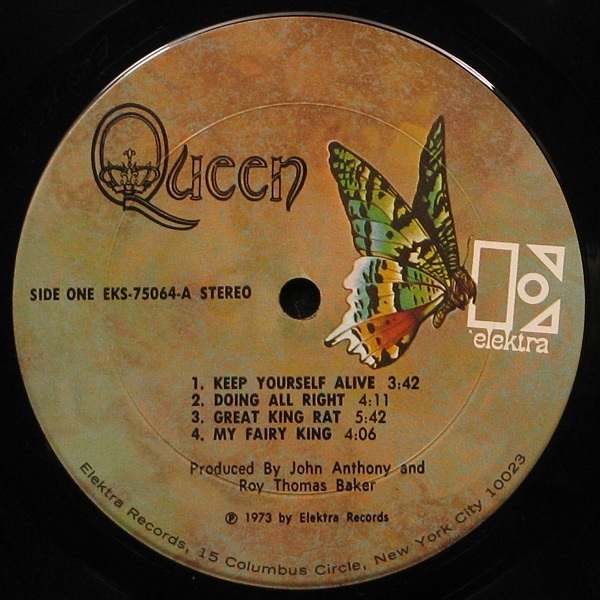 Queen
SIDE ONE EKS-75064-A STEREO
elektra
1. KEEP YOURSELF ALIVE 3:42
2. DOING ALL RIGHT 4:11
3. GREAT KING RAT 5:42
4. MY FAIRY KING 4:06
Produced By John Anthony and
Roy Thomas Baker
℗ 1973 by Elektra Records
Elektra Records, 15 Columbus Circle, New York City 10023